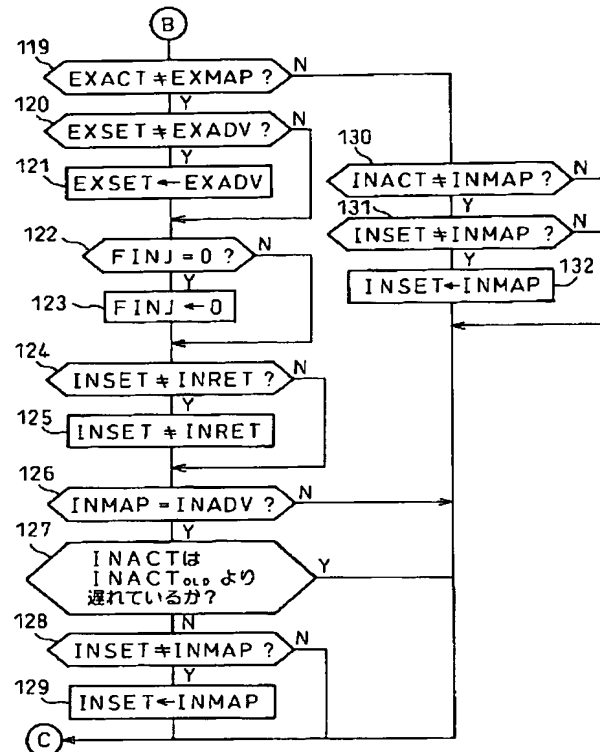 B
119
EXACT≠EXMAP ?
N
Y
120
EXSET≠EXADV ?
N
Y
121
EXSET←EXADV
122
FINJ=0 ?
N
Y
123
FINJ←0
124
INSET≠INRET ?
N
Y
125
INSET≠INRET
126
INMAP=INADV ?
N
Y
127
INACTは
INACTOLDより
遅れているか?
Y
N
128
INSET≠INMAP ?
N
Y
129
INSET←INMAP
C
130
INACT≠INMAP ?
N
Y
131
INSET≠INMAP ?
N
Y
INSET←INMAP
132